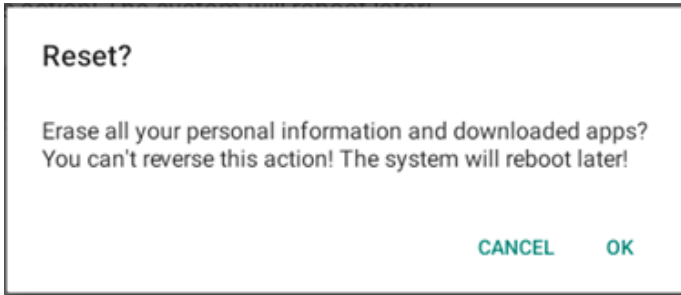 Reset?
Erase all your personal information and downloaded apps?
You can't reverse this action! The system will reboot later!
CANCEL OK